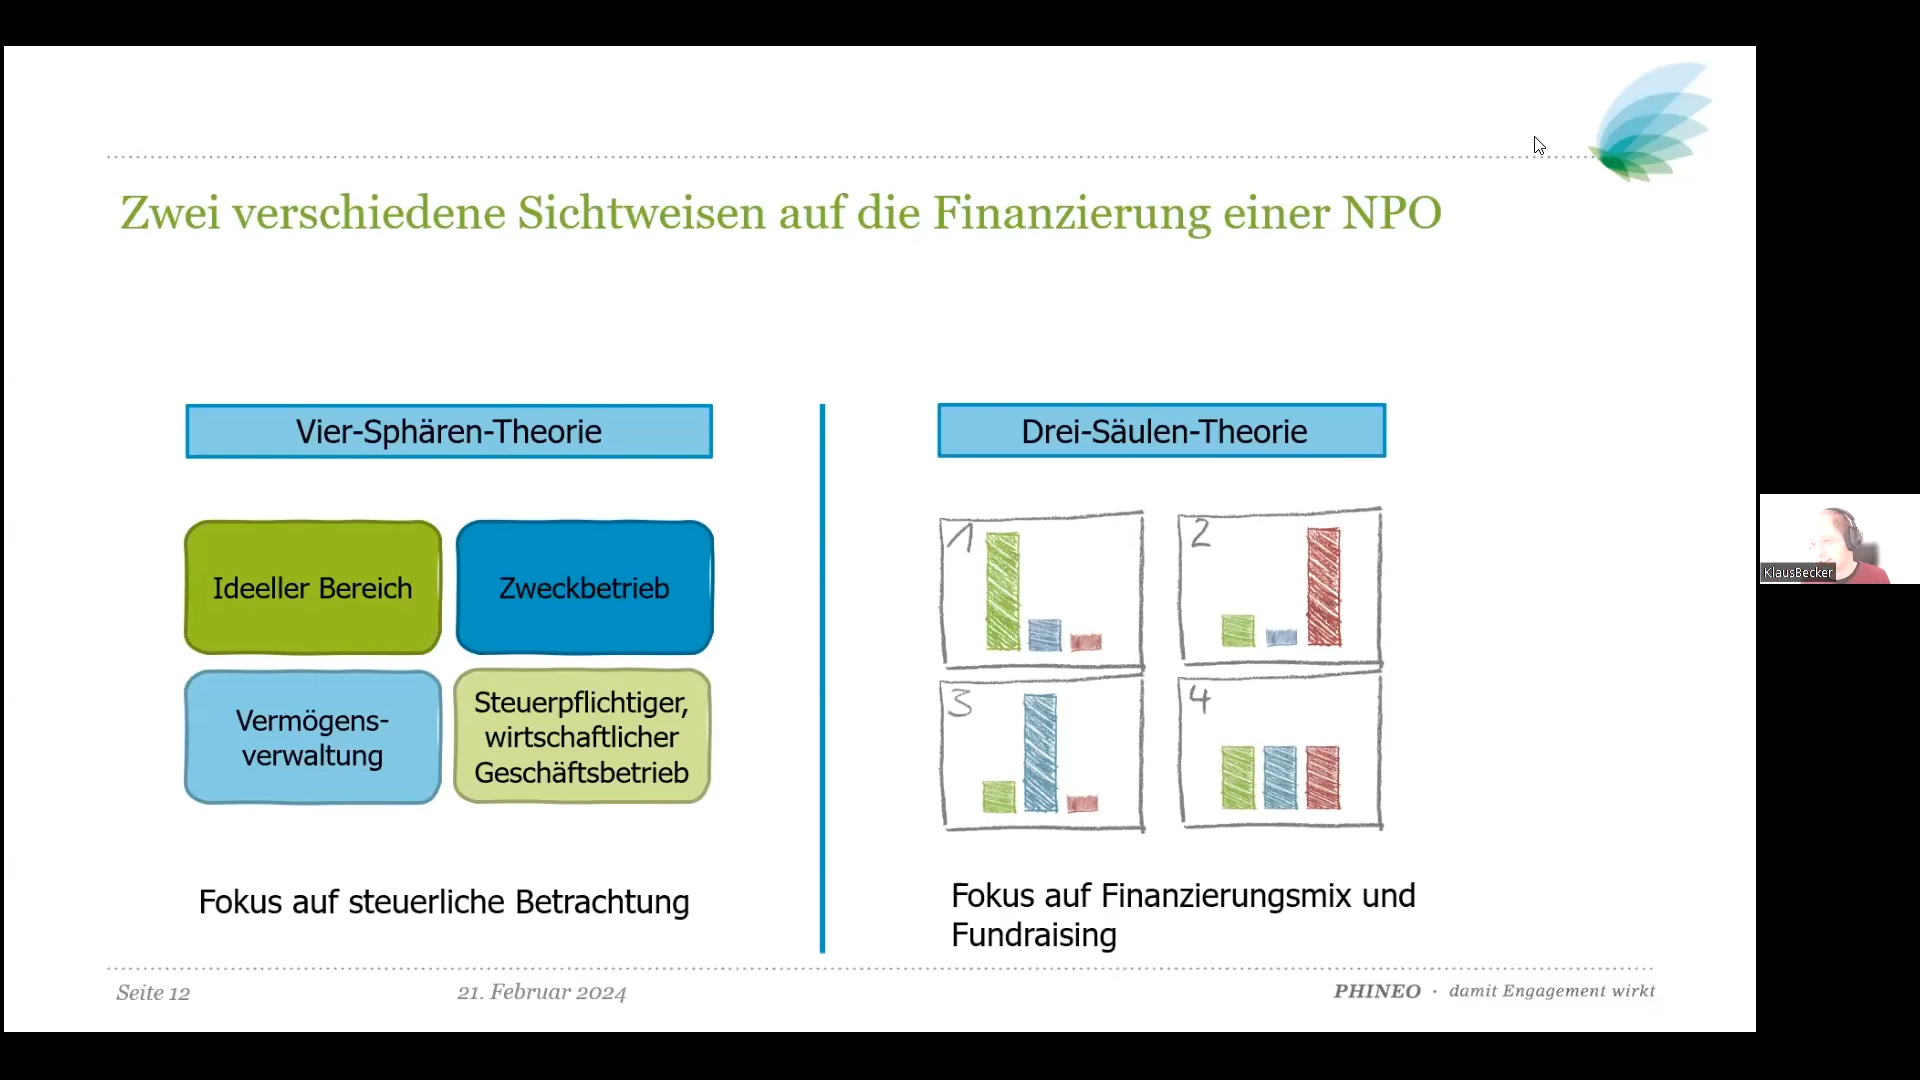 Zwei verschiedene Sichtweisen auf die Finanzierung einer NPO
Vier-Sphären-Theorie
Ideeller Bereich
Zweckbetrieb
Vermögens-
verwaltung
Steuerpflichtiger,
wirtschaftlicher
Geschäftsbetrieb
Fokus auf steuerliche Betrachtung
Drei-Säulen-Theorie
1
2
3
4
Fokus auf Finanzierungsmix und
Fundraising
KlausBecker
Seite 12
21. Februar 2024
PHINEO · damit Engagement wirkt